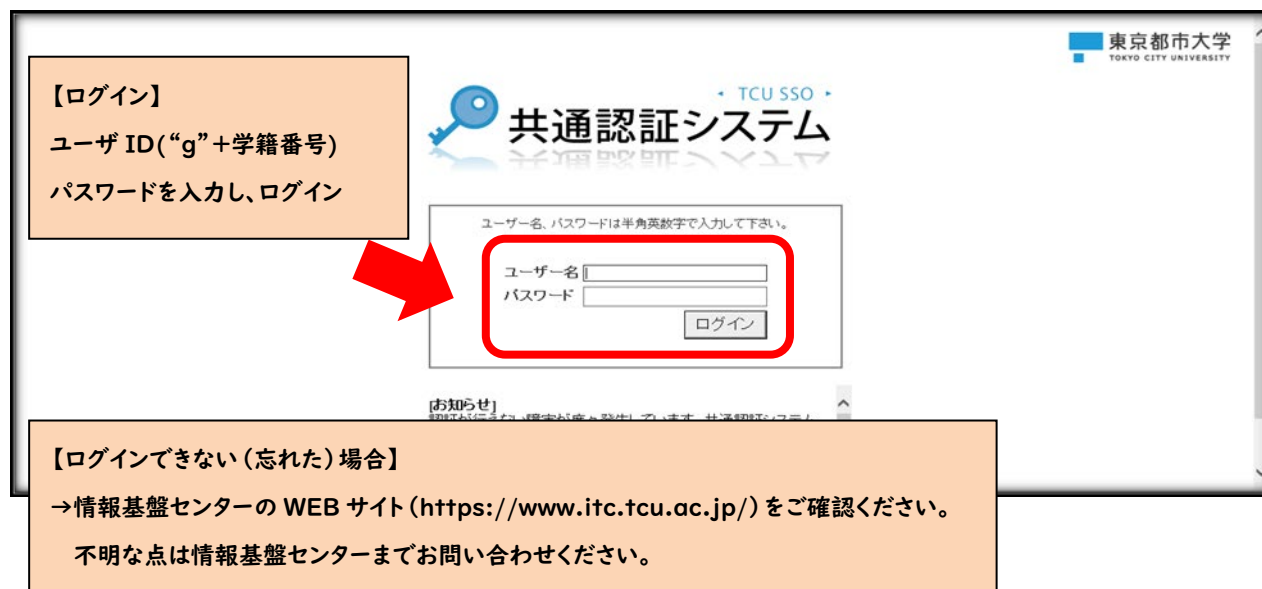 東京都市大学
TOKYO CITY UNIVERSITY
【ログイン】
ユーザ ID(“g”+学籍番号)
パスワードを入力し、ログイン
・ TCU SSO ・
共通認証システム
ユーザー名、パスワードは半角英数字で入力して下さい。
ユーザー名
パスワード
ログイン
[お知らせ]
【ログインできない(忘れた)場合】
→情報基盤センターの WEB サイト(https://www.itc.tcu.ac.jp/)をご確認ください。
不明な点は情報基盤センターまでお問い合わせください。